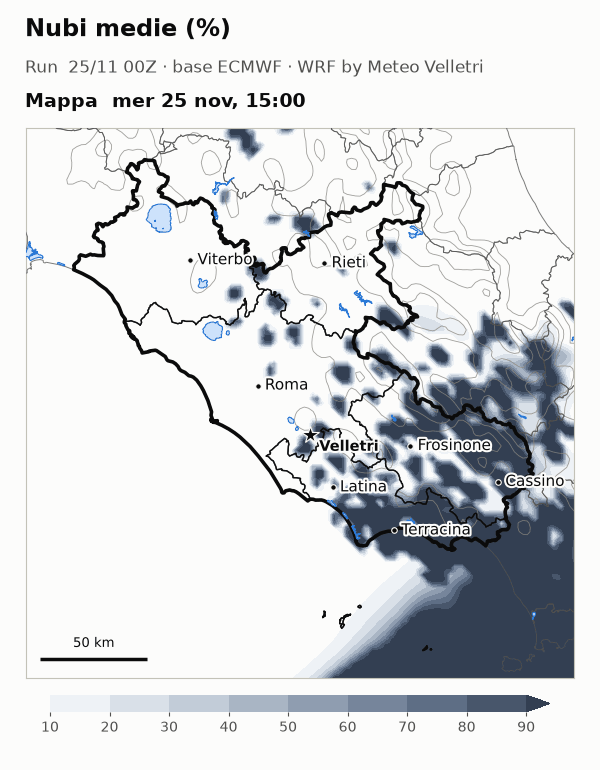 Nubi medie (%)
Run  25/11 00Z · base ECMWF · WRF by Meteo Velletri
Mappa  mer 25 nov, 15:00
Viterbo
Rieti
Roma
Velletri
Frosinone
Cassino
Latina
Terracina
50 km
10 20 30 40 50 60 70 80 90